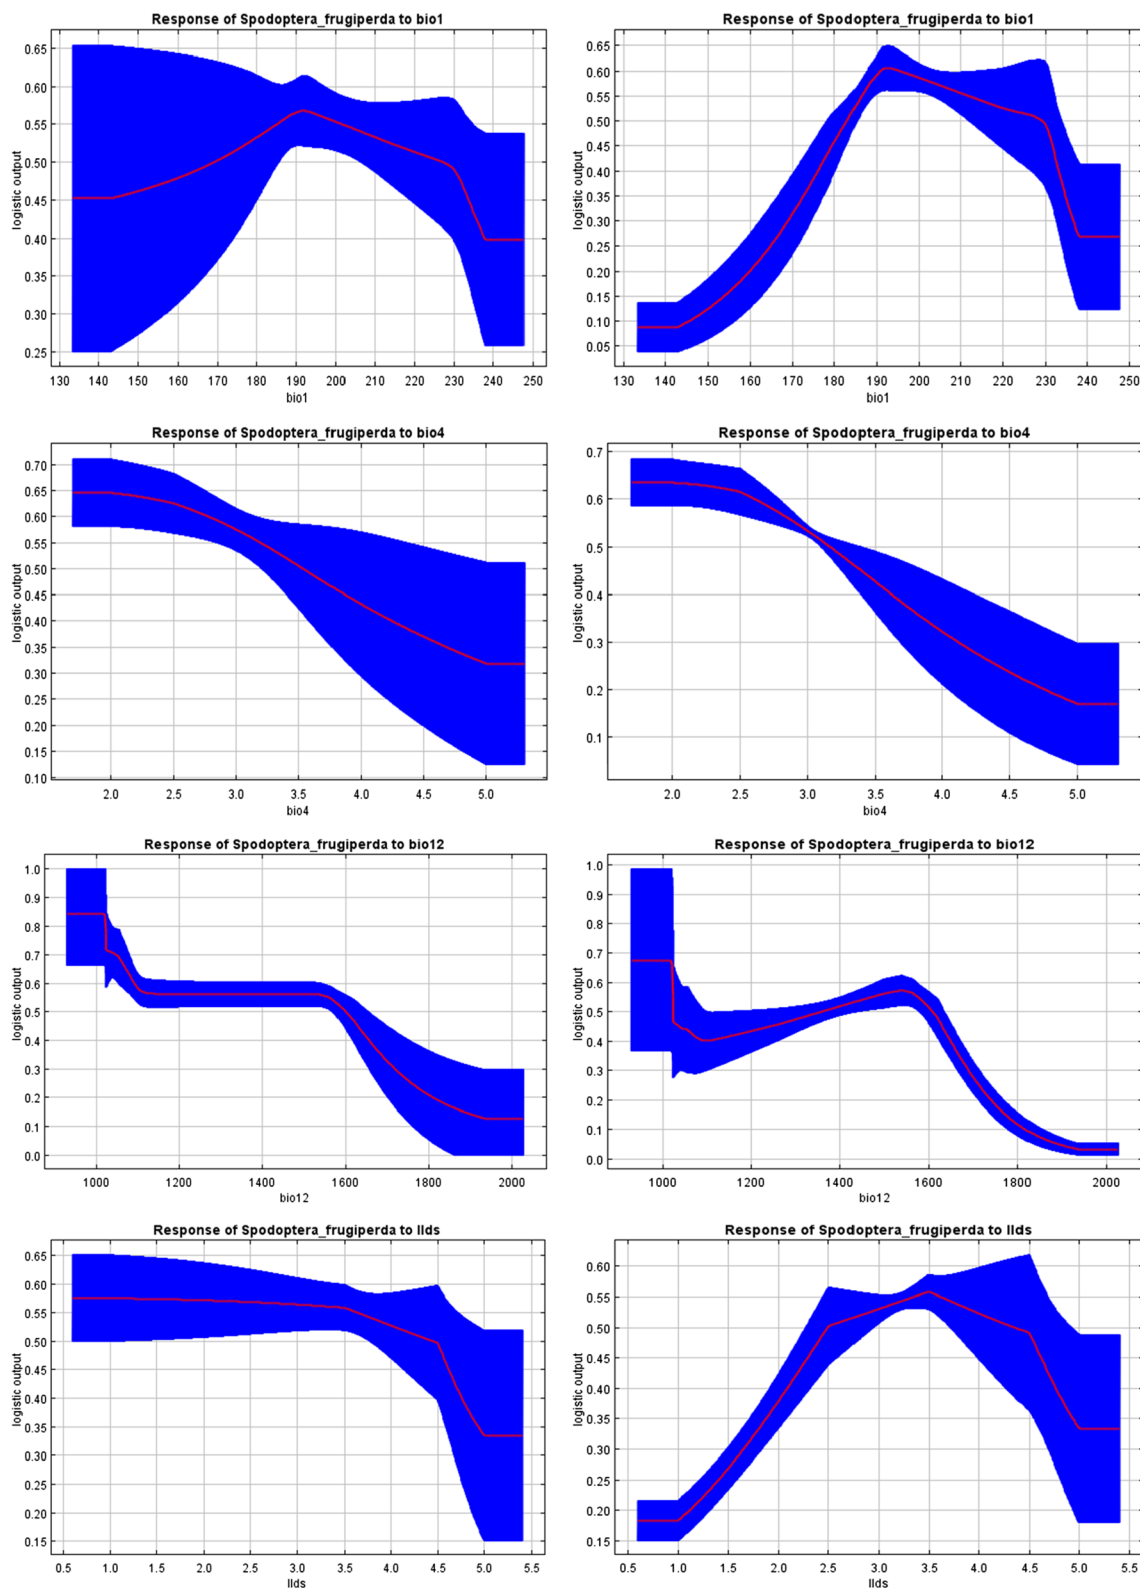 Response of Spodoptera_frugiperda to bio1
logistic output
0.65
0.60
0.55
0.50
0.45
0.40
0.35
0.30
0.25
130 140 150 160 170 180 190 200 210 220 230 240 250
bio1
Response of Spodoptera_frugiperda to bio1
logistic output
0.65
0.60
0.55
0.50
0.45
0.40
0.35
0.30
0.25
0.20
0.15
0.10
0.05
130 140 150 160 170 180 190 200 210 220 230 240 250
bio1
Response of Spodoptera_frugiperda to bio4
logistic output
0.70
0.65
0.60
0.55
0.50
0.45
0.40
0.35
0.30
0.25
0.20
0.15
0.10
2.0 2.5 3.0 3.5 4.0 4.5 5.0
bio4
Response of Spodoptera_frugiperda to bio4
logistic output
0.7
0.6
0.5
0.4
0.3
0.2
0.1
2.0 2.5 3.0 3.5 4.0 4.5 5.0
bio4
Response of Spodoptera_frugiperda to bio12
logistic output
1.0
0.9
0.8
0.7
0.6
0.5
0.4
0.3
0.2
0.1
0.0
1000 1200 1400 1600 1800 2000
bio12
Response of Spodoptera_frugiperda to bio12
logistic output
1.0
0.9
0.8
0.7
0.6
0.5
0.4
0.3
0.2
0.1
0.0
1000 1200 1400 1600 1800 2000
bio12
Response of Spodoptera_frugiperda to llds
logistic output
0.65
0.60
0.55
0.50
0.45
0.40
0.35
0.30
0.25
0.20
0.15
0.5 1.0 1.5 2.0 2.5 3.0 3.5 4.0 4.5 5.0 5.5
llds
Response of Spodoptera_frugiperda to llds
logistic output
0.60
0.55
0.50
0.45
0.40
0.35
0.30
0.25
0.20
0.15
0.5 1.0 1.5 2.0 2.5 3.0 3.5 4.0 4.5 5.0 5.5
llds